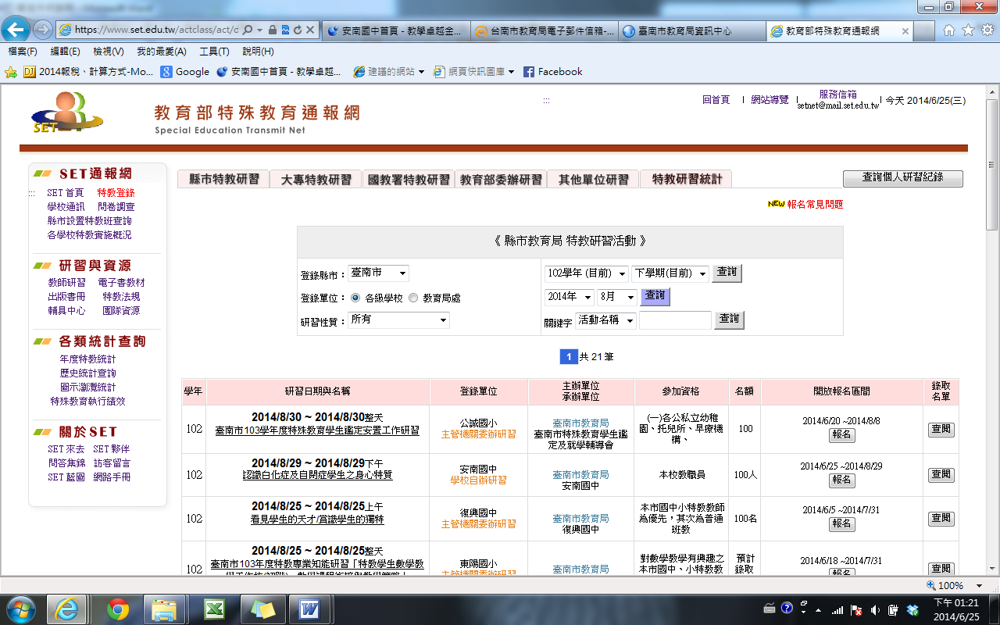 https://www.set.edu.tw/actclass/act/d
安南國中首頁 - 教學卓越金...
台南市教育局電子郵件信箱-...
臺南市教育局資訊中心
教育部特殊教育通報網
檔案(F) 編輯(E) 檢視(V) 我的最愛(A) 工具(T) 說明(H)
2014報稅、計算方式-Mo... Google 安南國中首頁 - 教學卓越... 建議的網站 網頁快訊圖庫 Facebook
SET
教育部特殊教育通報網
Special Education Transmit Net
:::
回首頁 | 網站導覽 | 服務信箱 setnet@mail.set.edu.tw | 今天 2014/6/25(三)
SET通報網
:::
SET 首頁 特教登錄
學校通訊 問卷調查
縣市設置特教班查詢
各學校特教實施概況
研習與資源
教師研習 電子書教材
出版書冊 特教法規
輔具中心 團隊資源
各類統計查詢
年度特教統計
歷史統計查詢
圖示瀏覽統計
特殊教育執行績效
關於SET
SET 來去 SET 夥伴
問答集錦 訪客留言
SET 藍圖 網路手冊
縣市特教研習 大專特教研習 國教署特教研習 教育部委辦研習 其他單位研習 特教研習統計
查詢個人研習紀錄
NEW 報名常見問題
《 縣市教育局 特教研習活動 》
登錄縣市： 臺南市
102學年 (目前) 下學期(目前) 查詢
登錄單位： 各級學校 教育局處
2014年 8月 查詢
研習性質： 所有
關鍵字 活動名稱 查詢
1 共 21 筆
學年 研習日期與名稱 登錄單位 主辦單位 承辦單位 參加資格 名額 開放報名區間 錄取名單
102
2014/8/30 ~ 2014/8/30整天
臺南市103學年度特殊教育學生鑑定安置工作研習
公誠國小
主管機關委辦研習
臺南市教育局
臺南市特殊教育學生鑑
定及就學輔導會
(一)各公私立幼稚
園、托兒所、早療機
構、
100
2014/6/20 ~2014/8/8
報名
查閱
102
2014/8/29 ~ 2014/8/29下午
認識白化症及自閉症學生之身心特質
安南國中
學校自辦研習
臺南市教育局
安南國中
本校教職員
100人
2014/6/25 ~2014/8/29
報名
查閱
102
2014/8/25 ~ 2014/8/25上午
看見學生的天才/賞識學生的獨特
復興國中
主管機關委辦研習
臺南市教育局
復興國中
本市國中小特教教師
為優先，其次為普通
班教
100名
2014/6/5 ~2014/7/31
報名
查閱
102
2014/8/25 ~ 2014/8/25整天
臺南市103年度特教專業知能研習「特教學生數學教
東陽國小
臺南市教育局
對數學教學有興趣之
本市國中、小特教教
預計
錄取
2014/6/18 ~2014/7/31
報名
查閱
100%
下午 01:21
2014/6/25